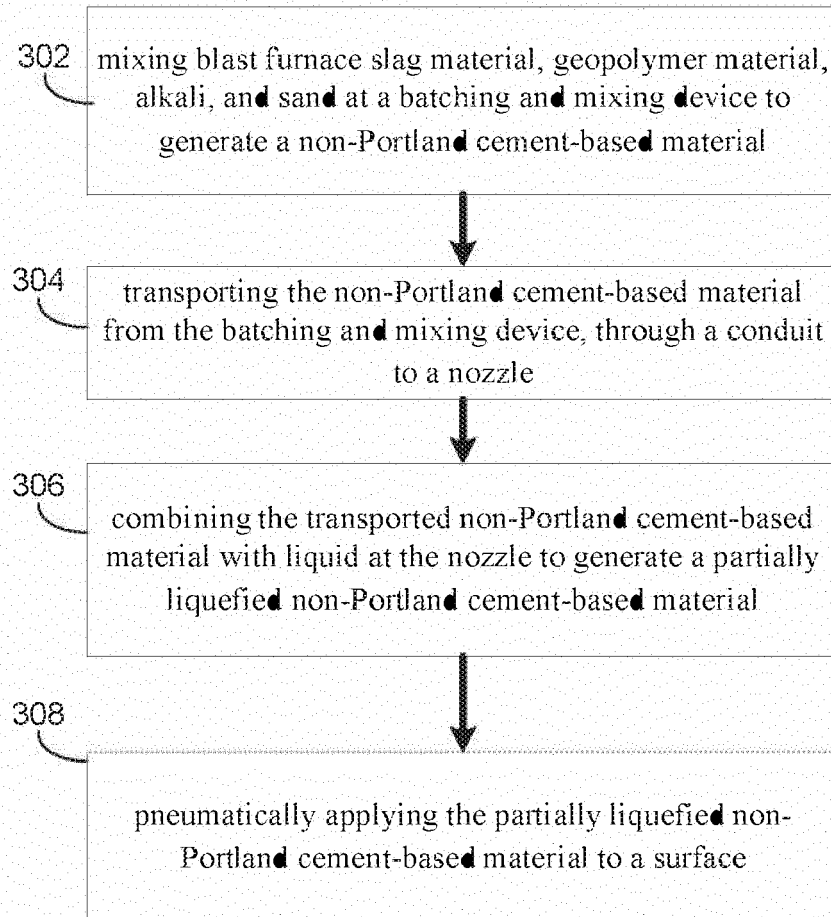 302
mixing blast furnace slag material, geopolymer material,
alkali, and sand at a batching and mixing device to
generate a non-Portland cement-based material
304
transporting the non-Portland cement-based material
from the batching and mixing device, through a conduit
to a nozzle
306
combining the transported non-Portland cement-based
material with liquid at the nozzle to generate a partially
liquefied non-Portland cement-based material
308
pneumatically applying the partially liquefied non-
Portland cement-based material to a surface